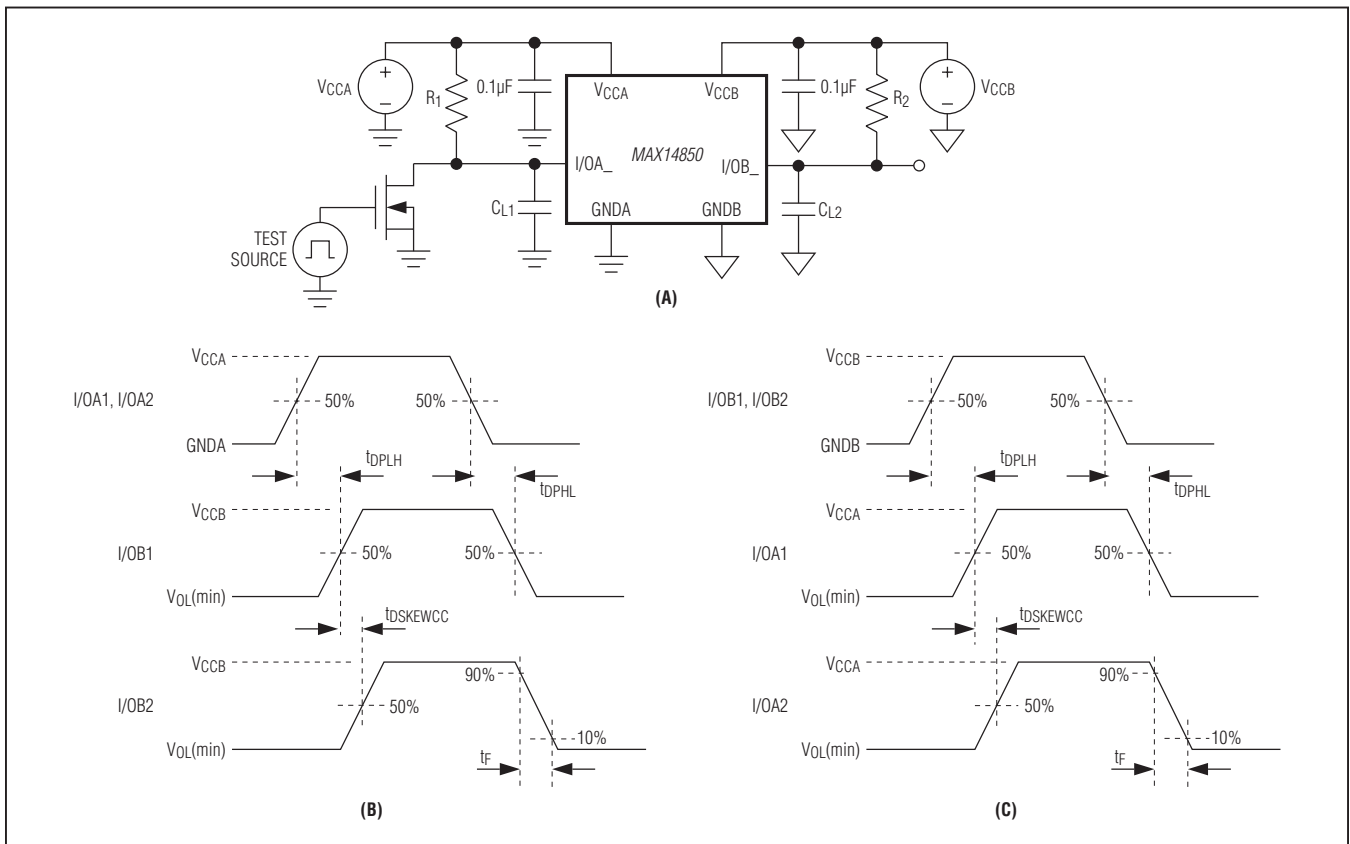 VCCA
R1
0.1µF
VCCA
VCCB
0.1µF
R2
VCCB
I/OA_
MAX14850
I/OB_
CL1
GNDA
GNDB
CL2
TEST
SOURCE
(A)
VCCA
I/OA1, I/OA2
50%
50%
GNDA
tDPLH
tDPHL
VCCB
I/OB1
50%
50%
VOL(min)
tDSKEWCC
VCCB
90%
I/OB2
50%
10%
VOL(min)
tF
(B)
VCCB
I/OB1, I/OB2
50%
50%
GNDB
tDPLH
tDPHL
VCCA
I/OA1
50%
50%
VOL(min)
tDSKEWCC
VCCA
90%
I/OA2
50%
10%
VOL(min)
tF
(C)